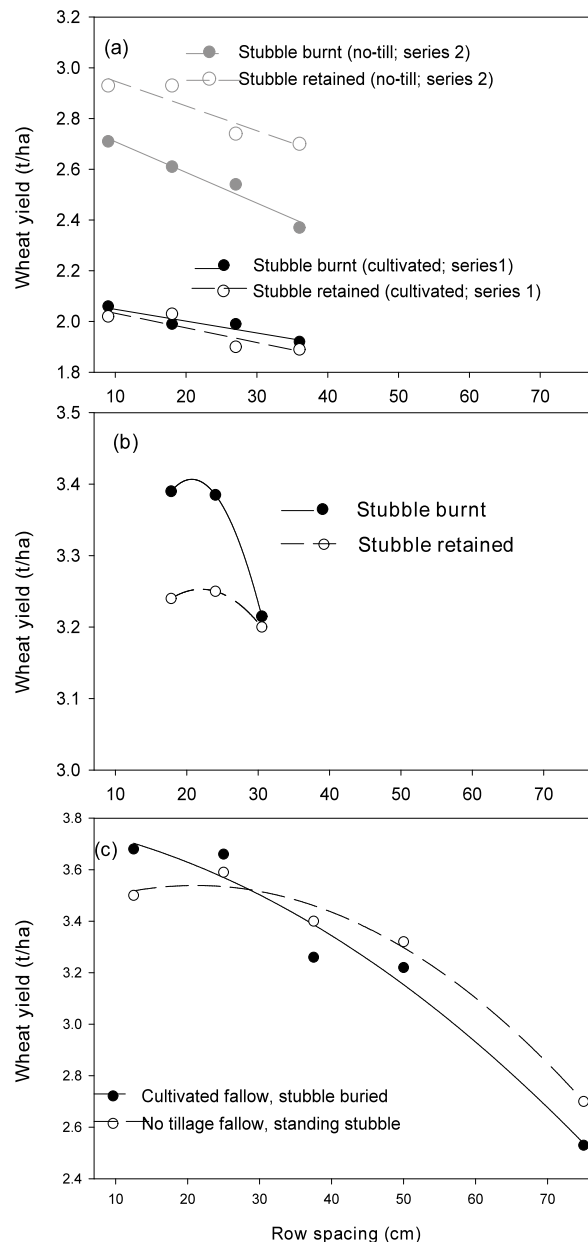 3.2
(a)
Stubble burnt (no-till; series 2)
Stubble retained (no-till; series 2)
3.0
2.8
2.6
2.4
2.2
2.0
1.8
Wheat yield (t/ha)
Stubble burnt (cultivated; series1)
Stubble retained (cultivated; series 1)
10 20 30 40 50 60 70
3.5
(b)
3.4
3.3
3.2
3.1
3.0
Wheat yield (t/ha)
Stubble burnt
Stubble retained
10 20 30 40 50 60 70
3.8
(c)
3.6
3.4
3.2
3.0
2.8
2.6
2.4
Wheat yield (t/ha)
Cultivated fallow, stubble buried
No tillage fallow, standing stubble
10 20 30 40 50 60 70
Row spacing (cm)